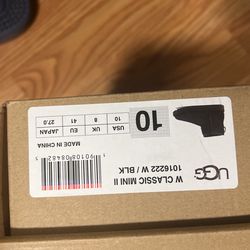 UGG
W CLASSIC MINI II
1016222 W / BLK
MADE IN CHINA
10
USA UK EU JAPAN
10 8 41 27.0